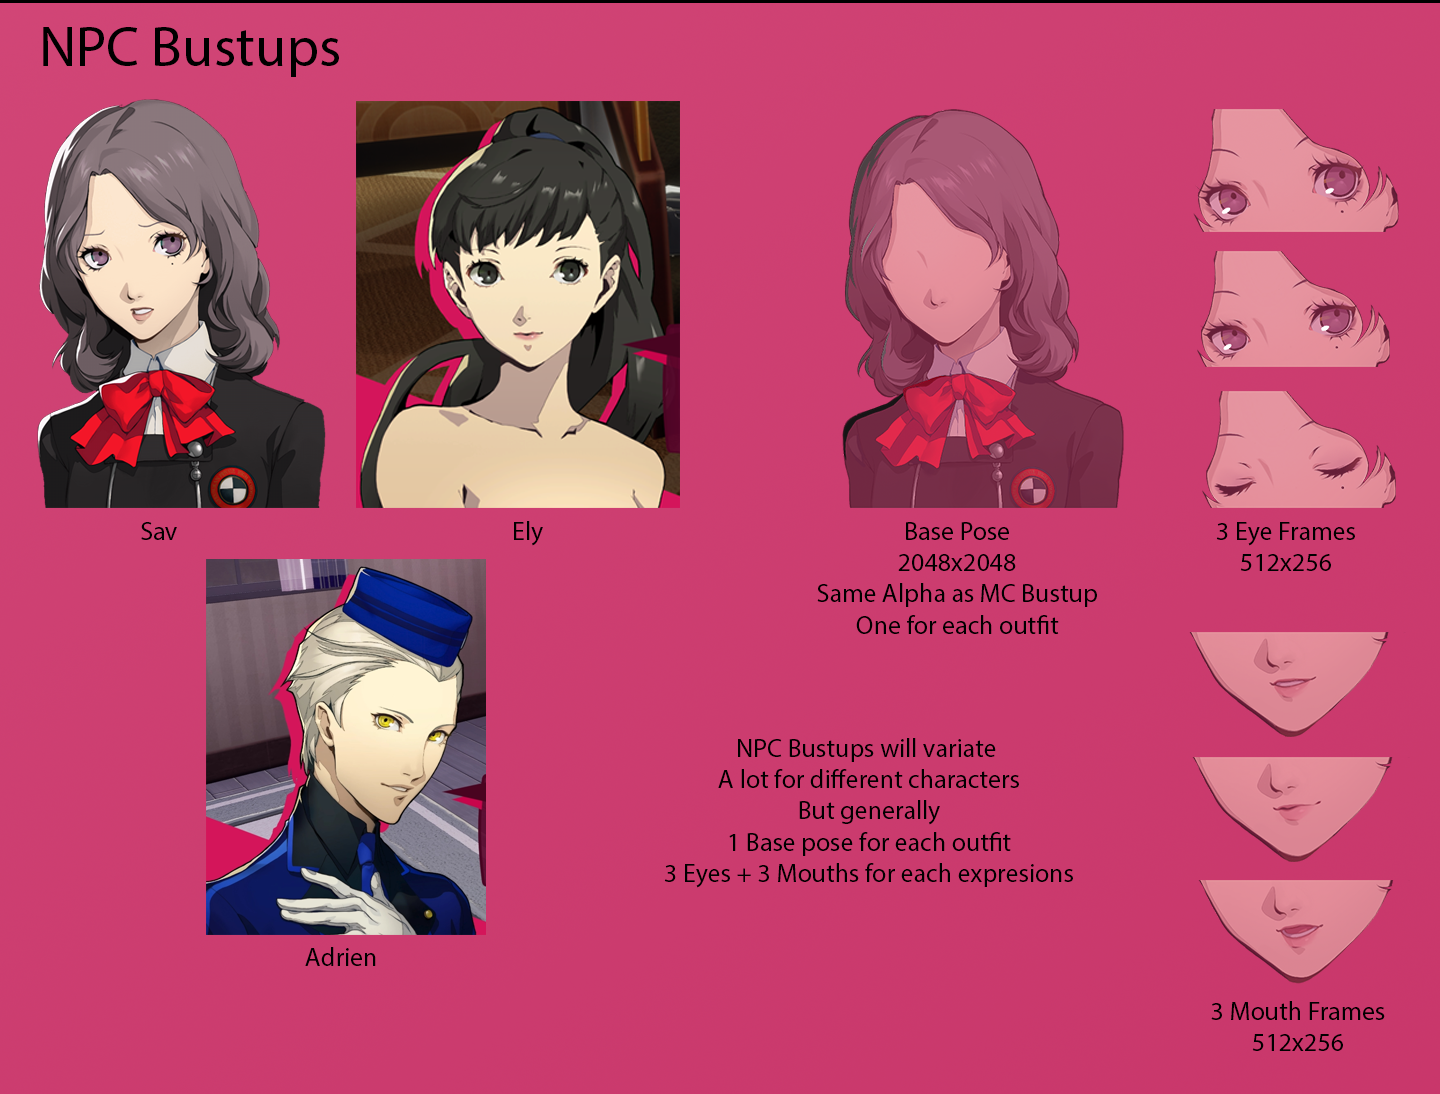 NPC Bustups
Sav
Ely
Base Pose
2048x2048
Same Alpha as MC Bustup
One for each outfit
3 Eye Frames
512x256
Adrien
NPC Bustups will variate
A lot for different characters
But generally
1 Base pose for each outfit
3 Eyes + 3 Mouths for each expresions
3 Mouth Frames
512x256